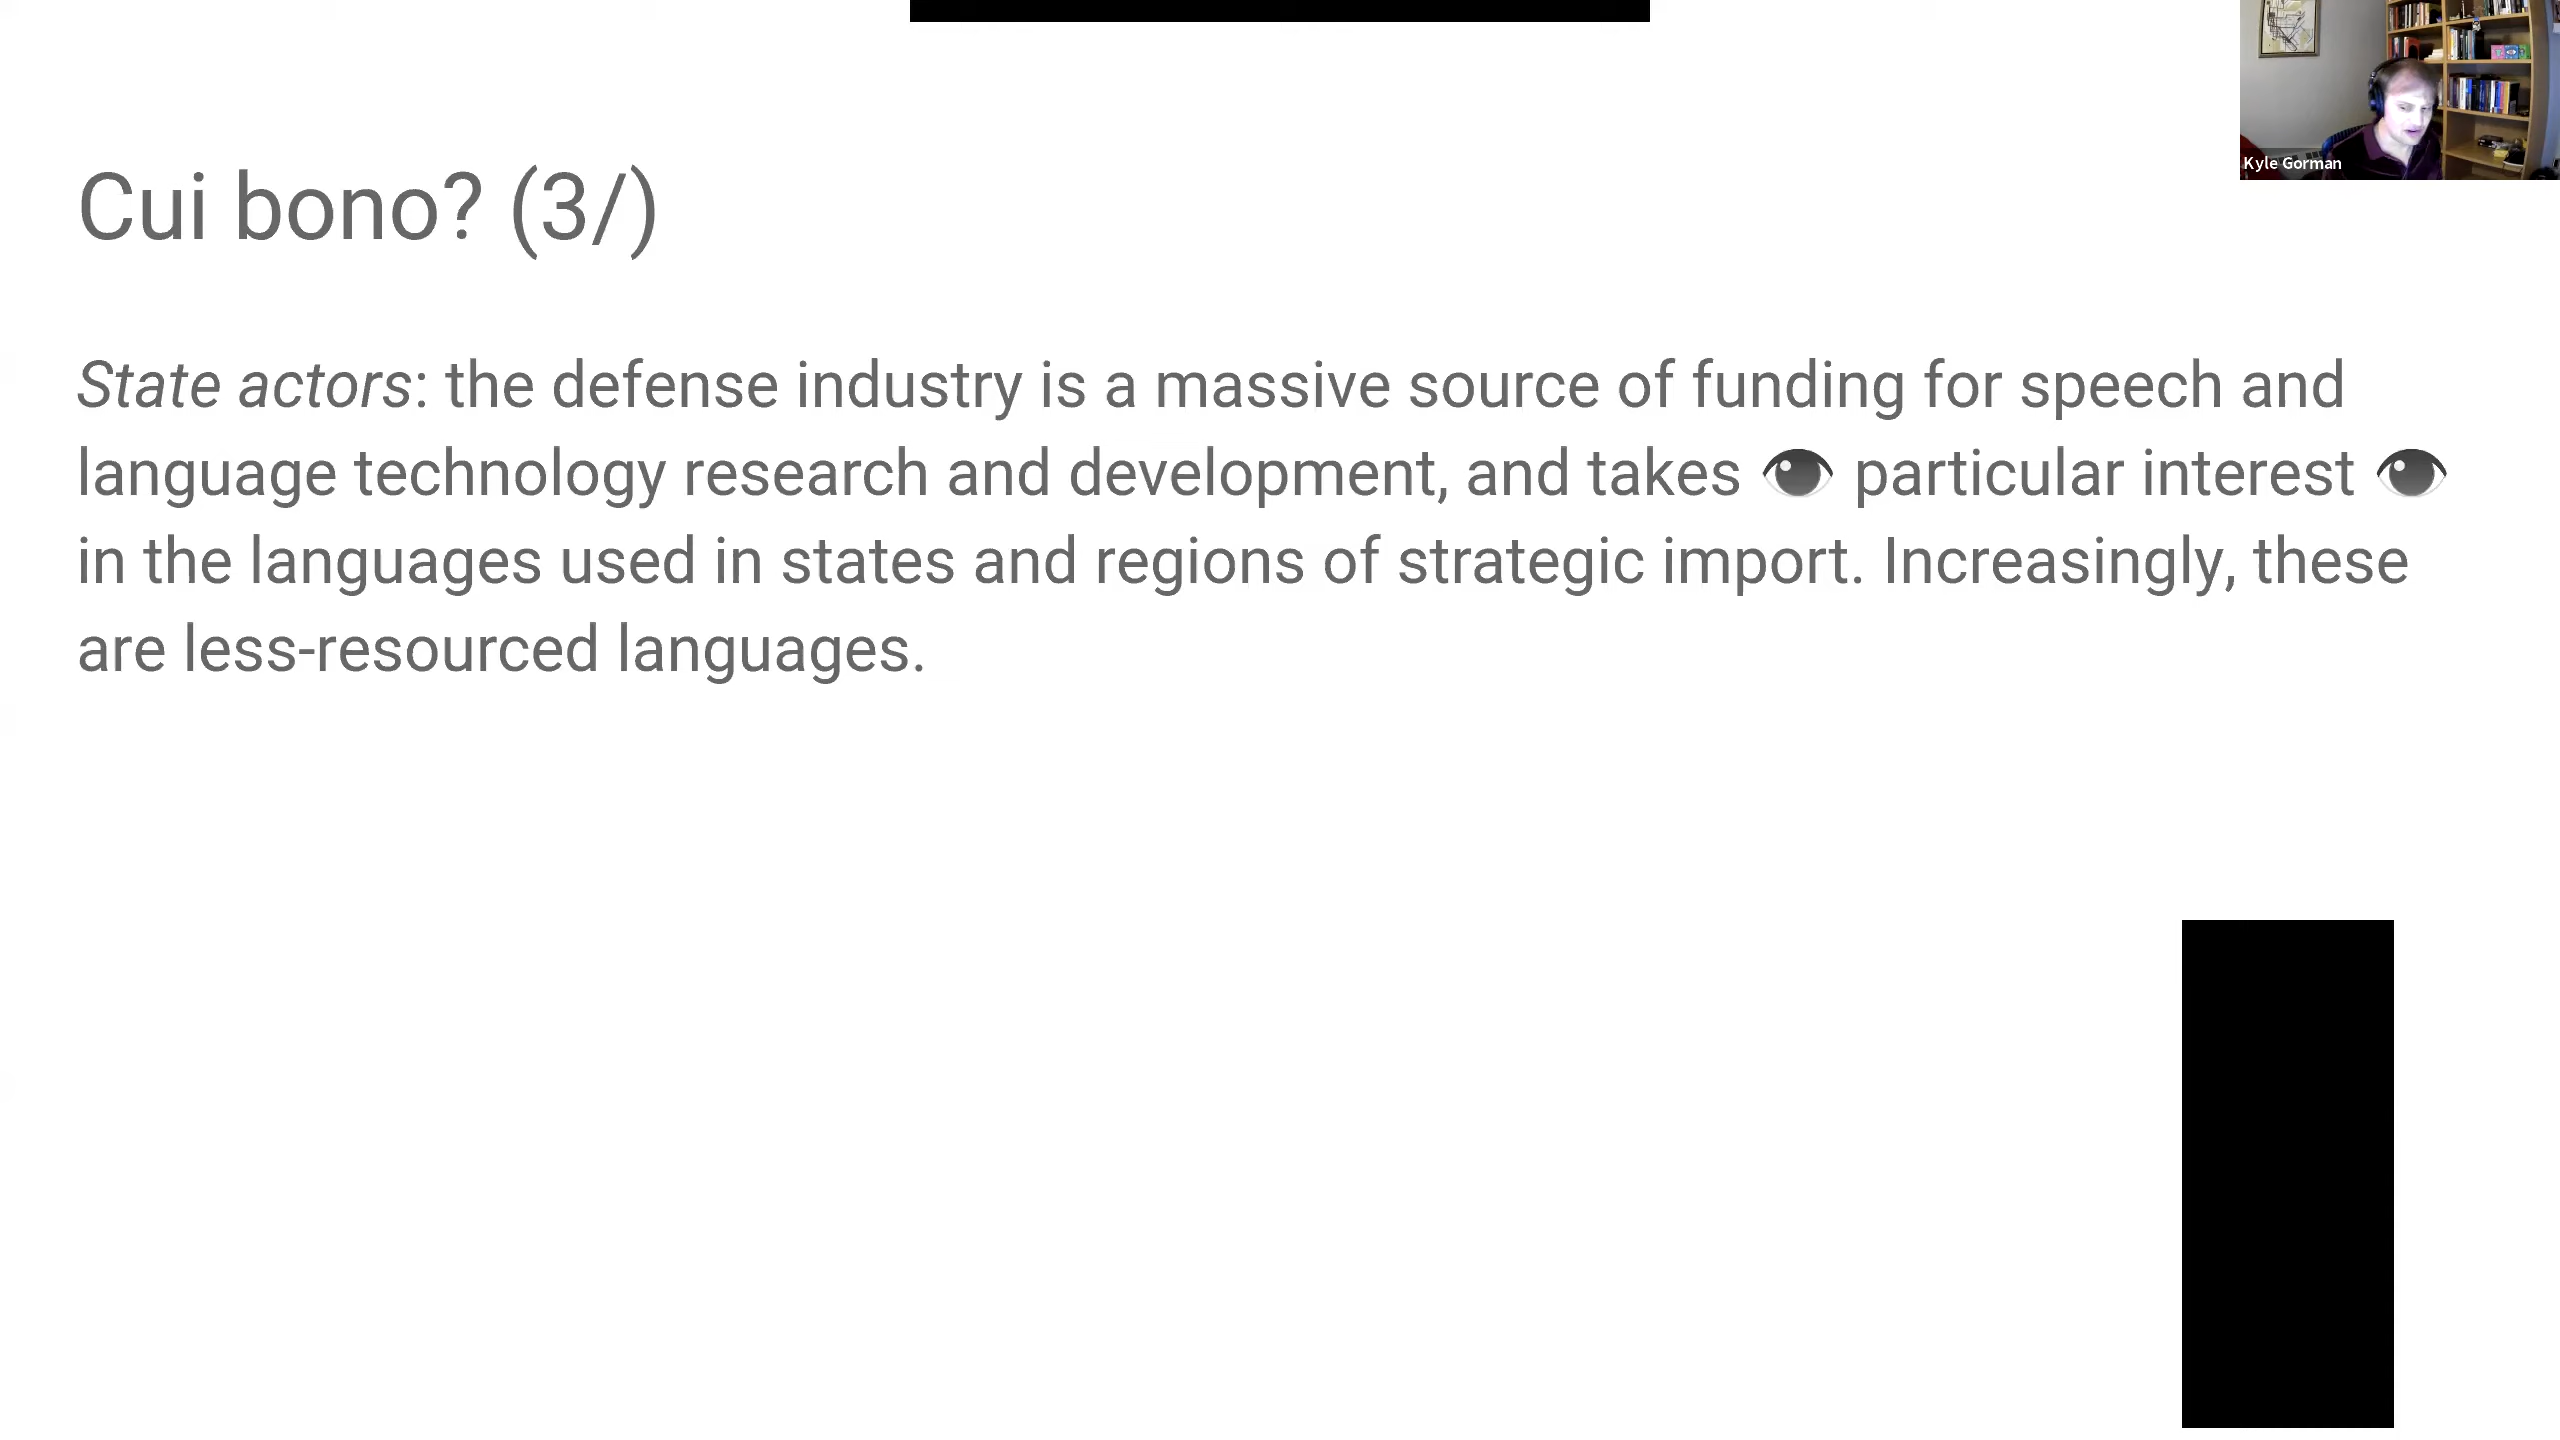 Kyle Gorman
Cui bono? (3/)
State actors: the defense industry is a massive source of funding for speech and
language technology research and development, and takes 👁 particular interest 👁
in the languages used in states and regions of strategic import. Increasingly, these
are less-resourced languages.